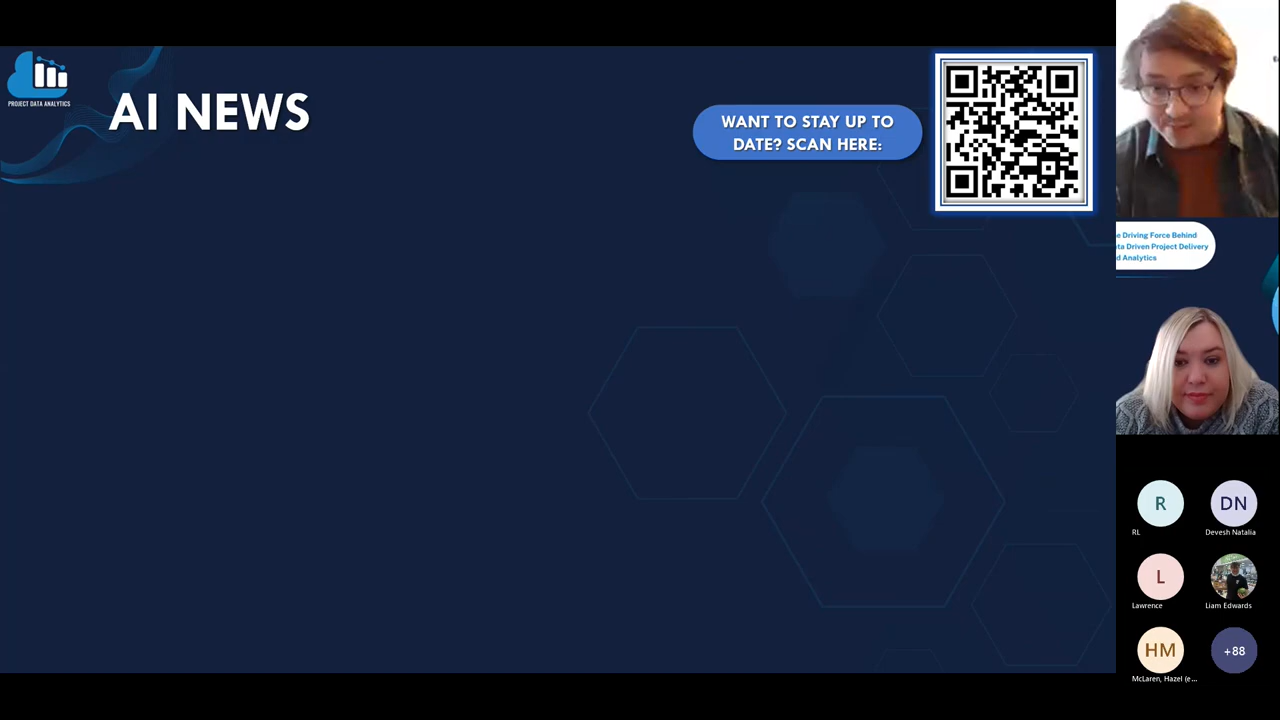 PROJECT DATA ANALYTICS
AI NEWS
WANT TO STAY UP TO
DATE? SCAN HERE:
e Driving Force Behind
ta Driven Project Delivery
d Analytics
R
DN
RL
Devesh Natalia
L
Lawrence
Liam Edwards
HM
+88
McLaren, Hazel (e...